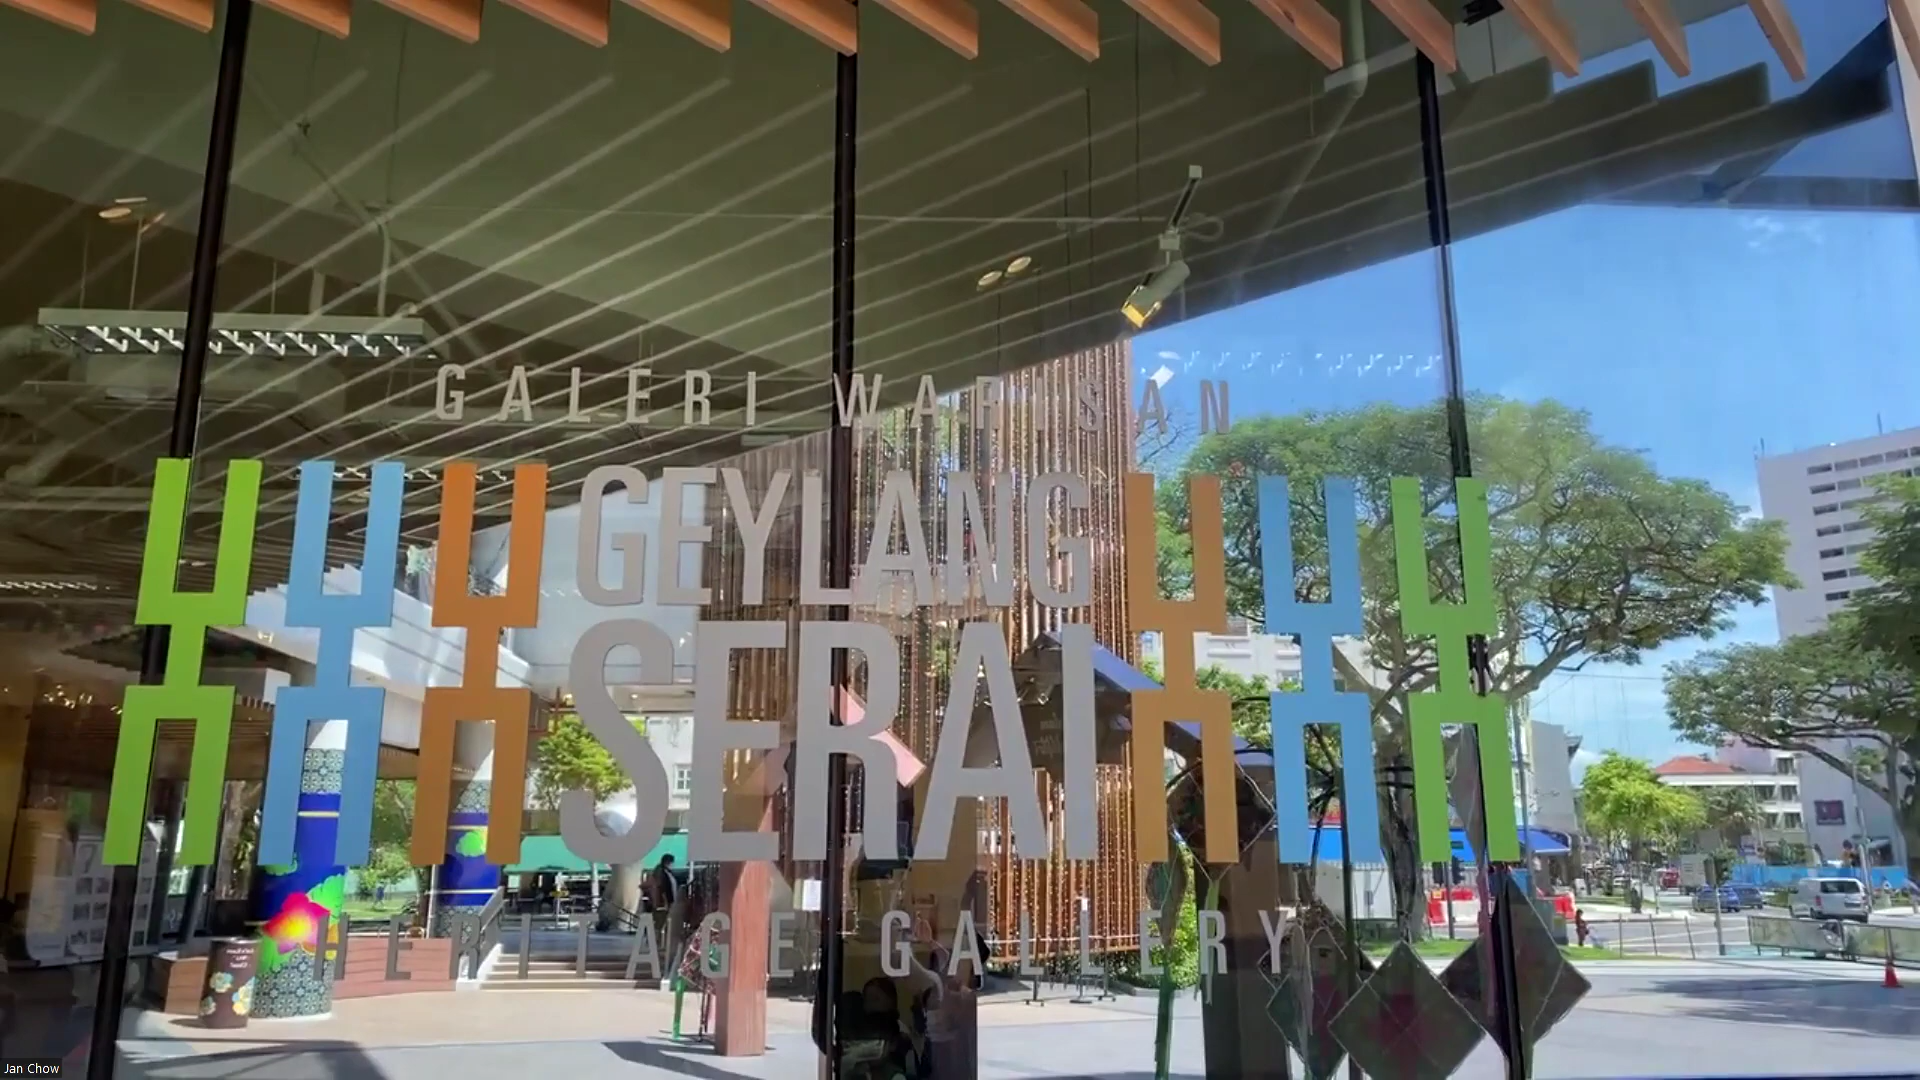 GALERI WARISAN
GEYLANG
SERAI
HERITAGE GALLERY
Jan Chow